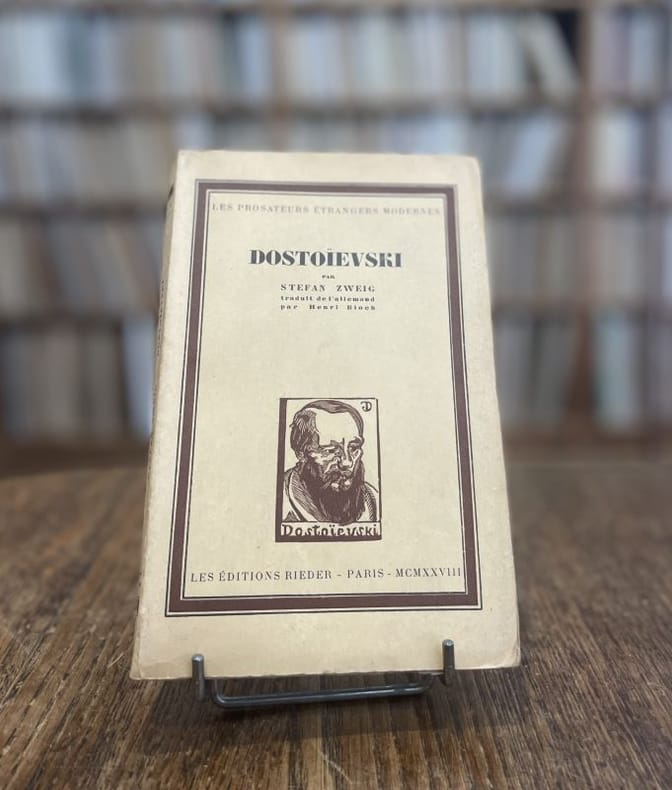 LES PROSATEURS ÉTRANGERS MODERNES
DOSTOÏEVSKI
PAR
STEFAN ZWEIG
traduit de l'allemand
par Henri Bloch
Dostoïevski
LES ÉDITIONS RIEDER - PARIS - MCMXXVIII